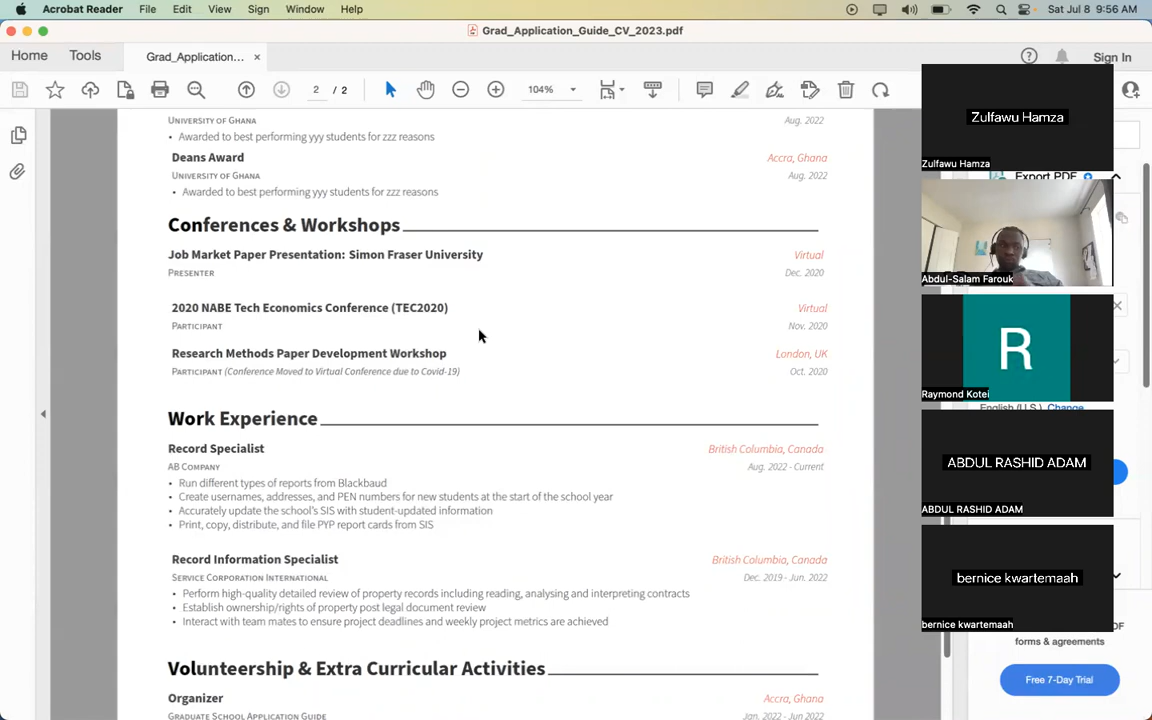 Acrobat Reader File Edit View Sign Window Help Sat Jul 8 9:56 AM
Grad_Application_Guide_CV_2023.pdf
Home Tools Grad_Application... × Sign In
2 / 2 104%
UNIVERSITY OF GHANA Aug. 2022
• Awarded to best performing yyy students for zzz reasons
Deans Award Accra, Ghana
UNIVERSITY OF GHANA Aug. 2022
• Awarded to best performing yyy students for zzz reasons
Conferences & Workshops
Job Market Paper Presentation: Simon Fraser University Virtual
PRESENTER Dec. 2020
2020 NABE Tech Economics Conference (TEC2020) Virtual
PARTICIPANT Nov. 2020
Research Methods Paper Development Workshop London, UK
PARTICIPANT (Conference Moved to Virtual Conference due to Covid-19) Oct. 2020
Work Experience
Record Specialist British Columbia, Canada
AB COMPANY Aug. 2022 - Current
• Run different types of reports from Blackbaud
• Create usernames, addresses, and PEN numbers for new students at the start of the school year
• Accurately update the school's SIS with student-updated information
• Print, copy, distribute, and file PYP report cards from SIS
Record Information Specialist British Columbia, Canada
SERVICE CORPORATION INTERNATIONAL Dec. 2019 - Jun. 2022
• Perform high-quality detailed review of property records including reading, analysing and interpreting contracts
• Establish ownership/rights of property post legal document review
• Interact with team mates to ensure project deadlines and weekly project metrics are achieved
Volunteership & Extra Curricular Activities
Organizer Accra, Ghana
GRADUATE SCHOOL APPLICATION GUIDE Jan. 2022 - Jun 2022
Zulfawu Hamza
Zulfawu Hamza
Export PDF
Abdul-Salam Farouk
R
Raymond Kotei
English (U.S.) Change
ABDUL RASHID ADAM
ABDUL RASHID ADAM
bernice kwartemaah
bernice kwartemaah
forms & agreements
Free 7-Day Trial